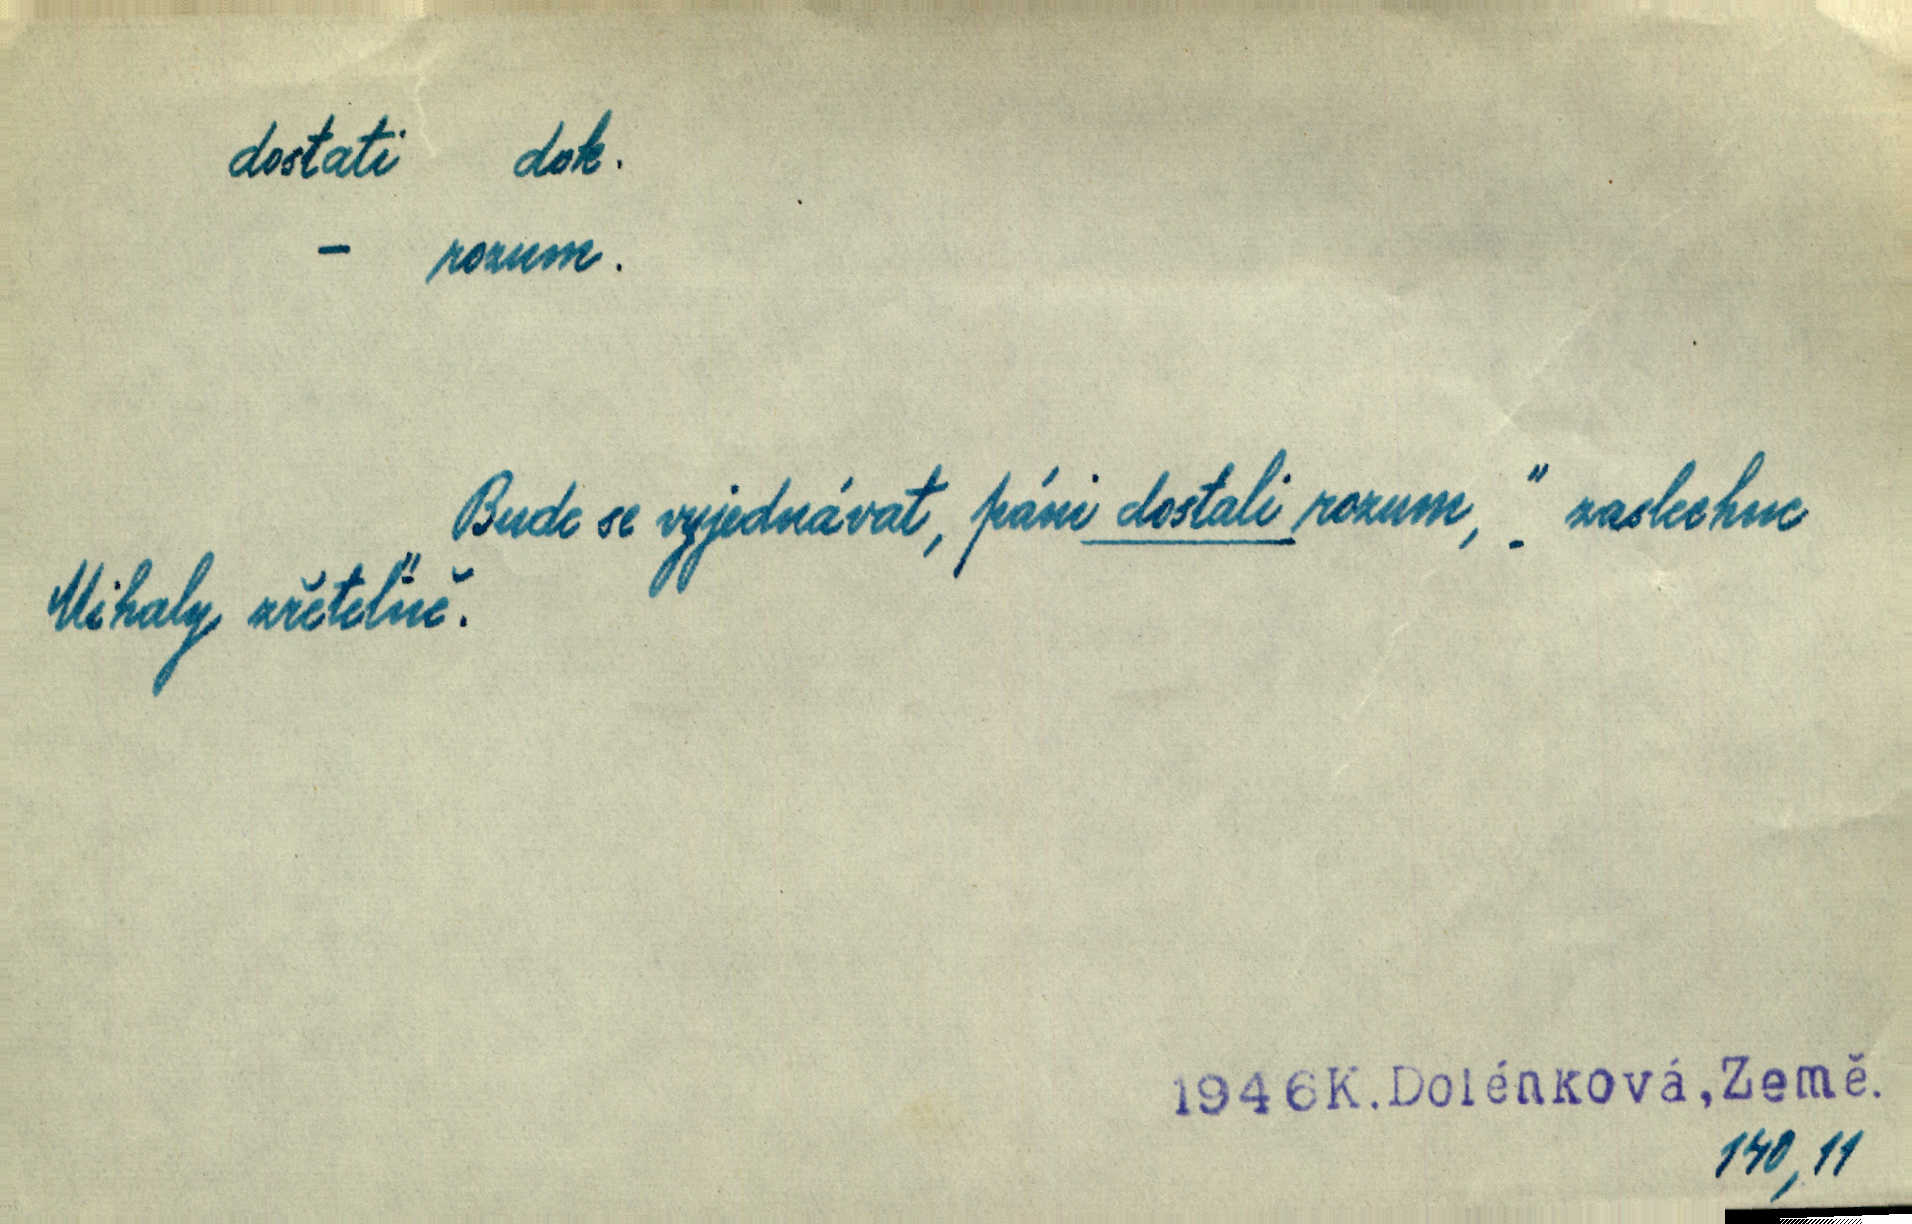 dostati dok.
- rozum.
Bude se vyjednávat, páni dostali rozum,"- zaslechne
Mihaly zřetelně.
1946K.Dolénková,Země.
140,11